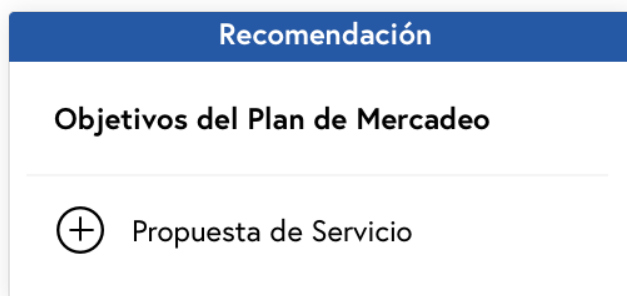 Recomendación
Objetivos del Plan de Mercadeo
Propuesta de Servicio